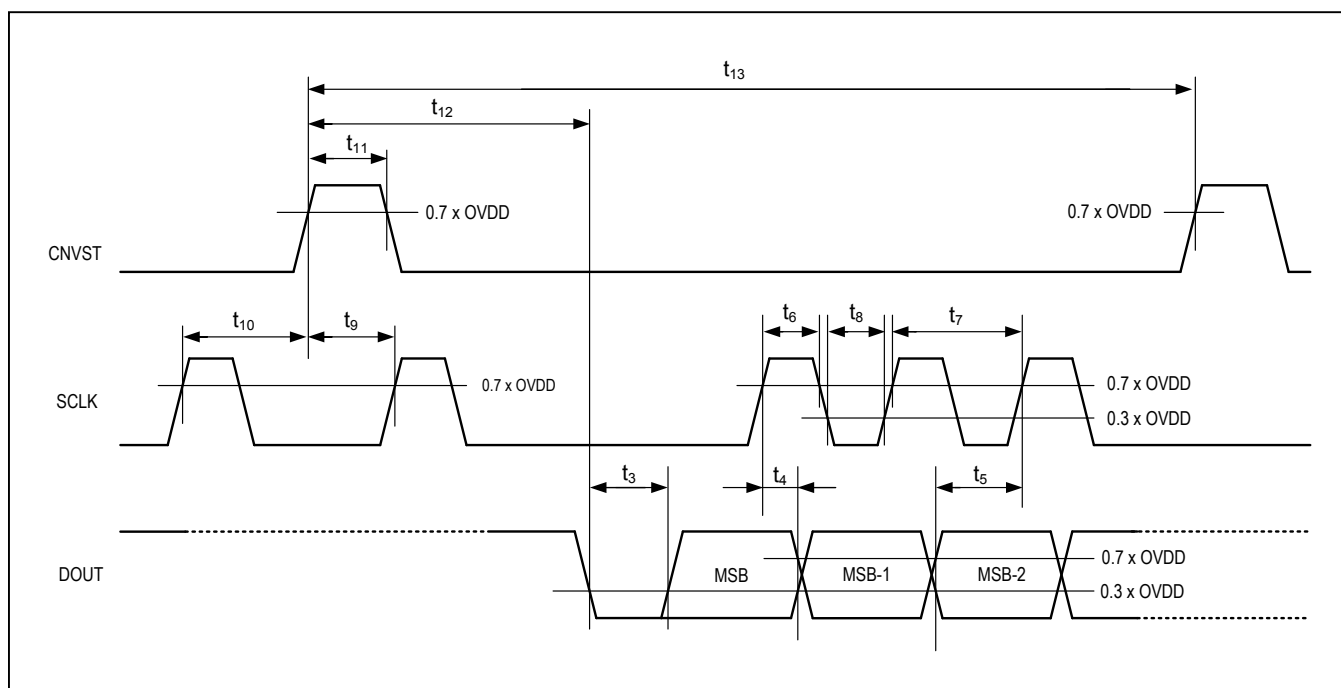 t13
t12
t11
0.7 x OVDD
0.7 x OVDD
CNVST
t10
t9
t6
t8
t7
0.7 x OVDD
0.7 x OVDD
SCLK
0.3 x OVDD
t3
t4
t5
0.7 x OVDD
DOUT
MSB
MSB-1
MSB-2
0.3 x OVDD